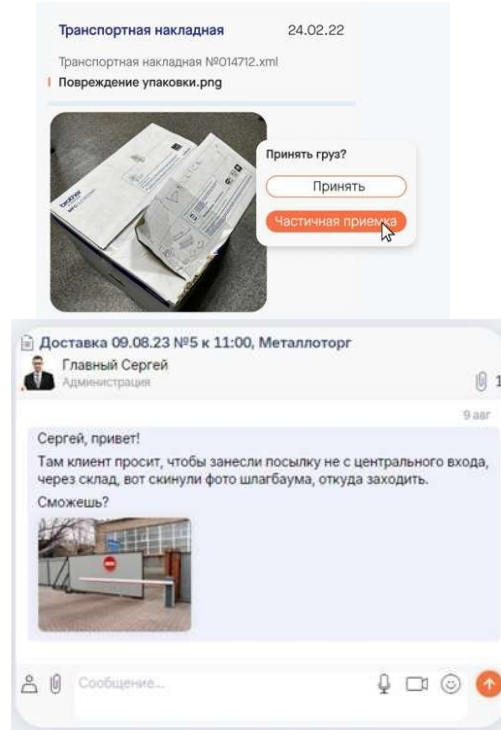 Транспортная накладная 24.02.22
Транспортная накладная №014712.xml
Повреждение упаковки.png
Принять груз?
Принять
Частичная приемка
brother
Доставка 09.08.23 №5 к 11:00, Металлоторг
Главный Сергей
Администрация
1
9 авг
Сергей, привет!
Там клиент просит, чтобы занесли посылку не с центрального входа,
через склад, вот скинули фото шлагбаума, откуда заходить.
Сможешь?
Сообщение...